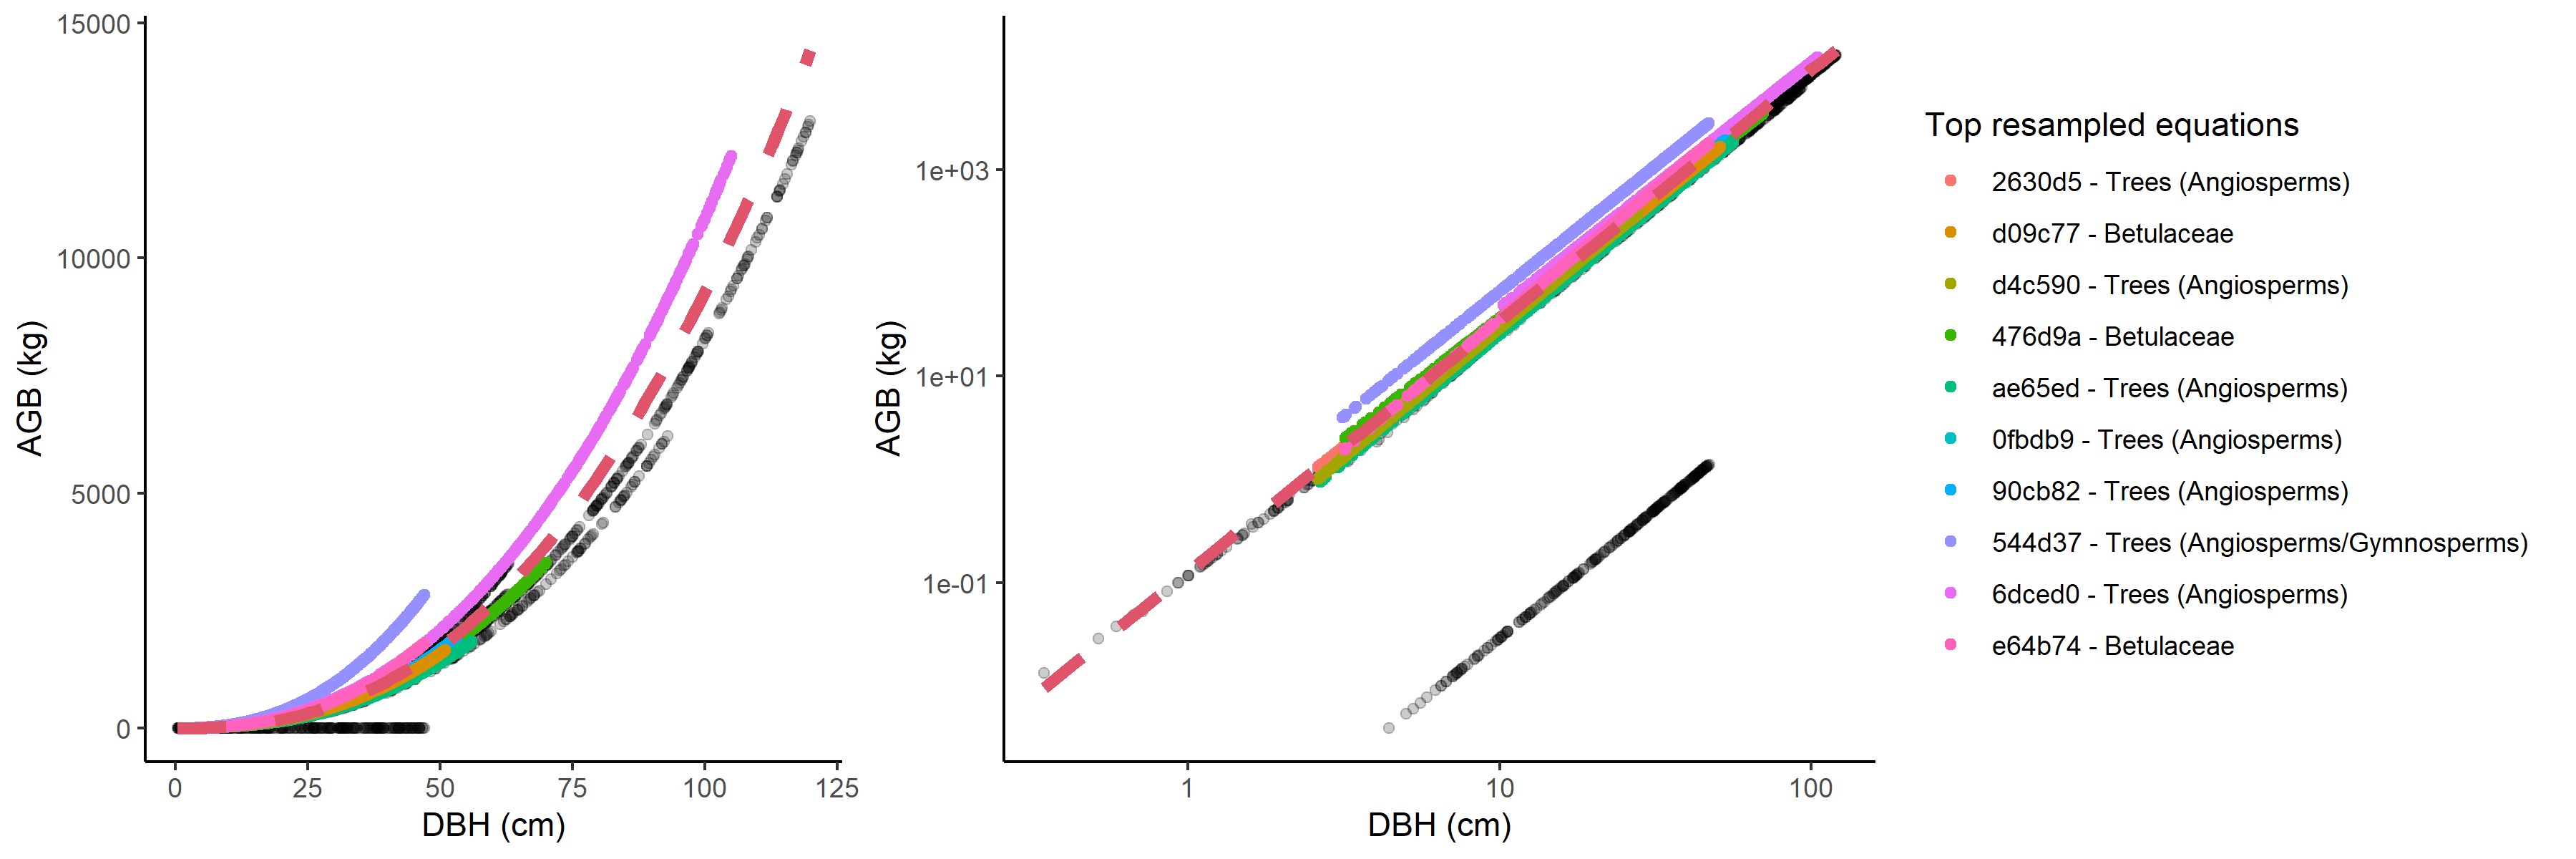 15000
10000
5000
0
AGB (kg)
0 25 50 75 100 125
DBH (cm)
1e+03
1e+01
1e-01
AGB (kg)
1 10 100
DBH (cm)
Top resampled equations
2630d5 - Trees (Angiosperms)
d09c77 - Betulaceae
d4c590 - Trees (Angiosperms)
476d9a - Betulaceae
ae65ed - Trees (Angiosperms)
0fbdb9 - Trees (Angiosperms)
90cb82 - Trees (Angiosperms)
544d37 - Trees (Angiosperms/Gymnosperms)
6dced0 - Trees (Angiosperms)
e64b74 - Betulaceae